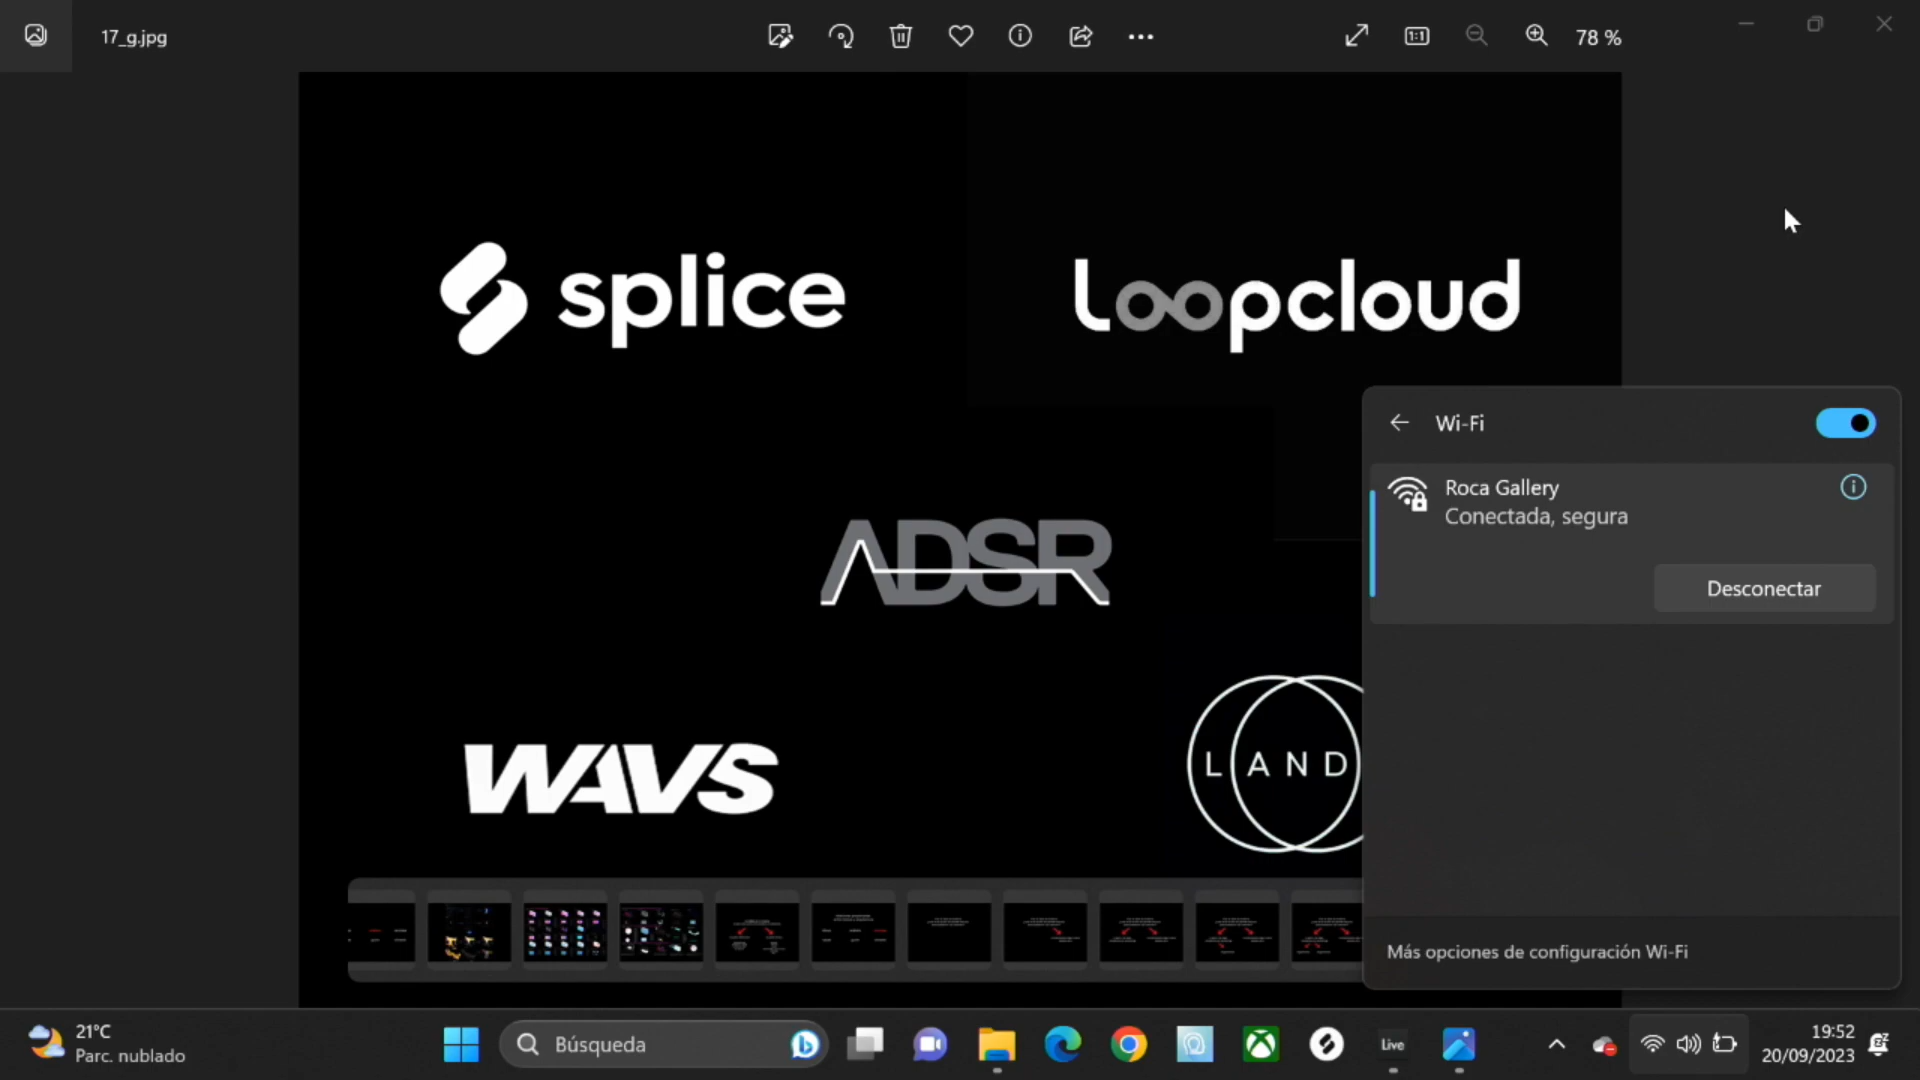 17_g.jpg
78 %
splice
Loopcloud
Wi-Fi
Roca Gallery
Conectada, segura
Desconectar
ADSR
WAVS
LAND
Más opciones de configuración Wi-Fi
21°C
Parc. nublado
Búsqueda
Live
19:52
20/09/2023